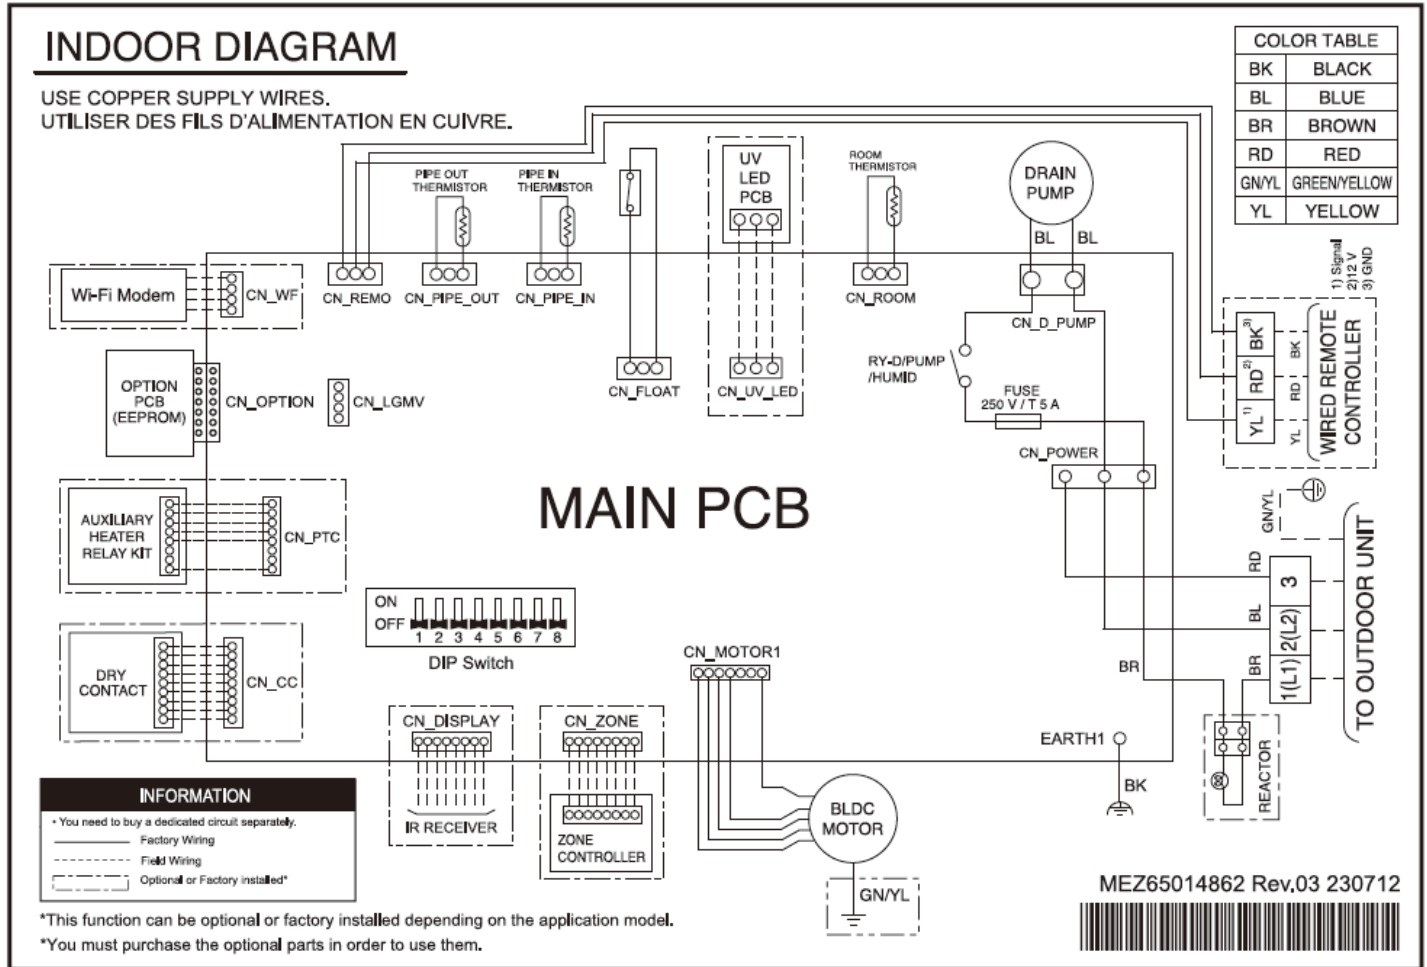 INDOOR DIAGRAM
USE COPPER SUPPLY WIRES.
UTILISER DES FILS D'ALIMENTATION EN CUIVRE.
COLOR TABLE
BK BLACK
BL BLUE
BR BROWN
RD RED
GN/YL GREEN/YELLOW
YL YELLOW
PIPE OUT
THERMISTOR
PIPE IN
THERMISTOR
UV
LED
PCB
ROOM
THERMISTOR
DRAIN
PUMP
BL BL
Wi-Fi Modem
CN_WF
CN_REMO
CN_PIPE_OUT
CN_PIPE_IN
CN_ROOM
CN_D_PUMP
1) Signal
2)12 V
3) GND
BK3)
RD2)
YL1)
BK
RD
YL
WIRED REMOTE
CONTROLLER
OPTION
PCB
(EEPROM)
CN_OPTION
CN_LGMV
CN_FLOAT
CN_UV_LED
RY-D/PUMP
/HUMID
FUSE
250 V / T 5 A
CN_POWER
MAIN PCB
AUXILIARY
HEATER
RELAY KIT
CN_PTC
GN/YL
RD
BL
BR
BR
3
2(L2)
1(L1)
TO OUTDOOR UNIT
ON
OFF
1 2 3 4 5 6 7 8
DIP Switch
DRY
CONTACT
CN_CC
CN_MOTOR1
CN_DISPLAY
IR RECEIVER
CN_ZONE
ZONE
CONTROLLER
BLDC
MOTOR
GN/YL
EARTH1
BK
REACTOR
INFORMATION
• You need to buy a dedicated circuit separately.
Factory Wiring
Field Wiring
Optional or Factory installed*
MEZ65014862 Rev.03 230712
*This function can be optional or factory installed depending on the application model.
*You must purchase the optional parts in order to use them.